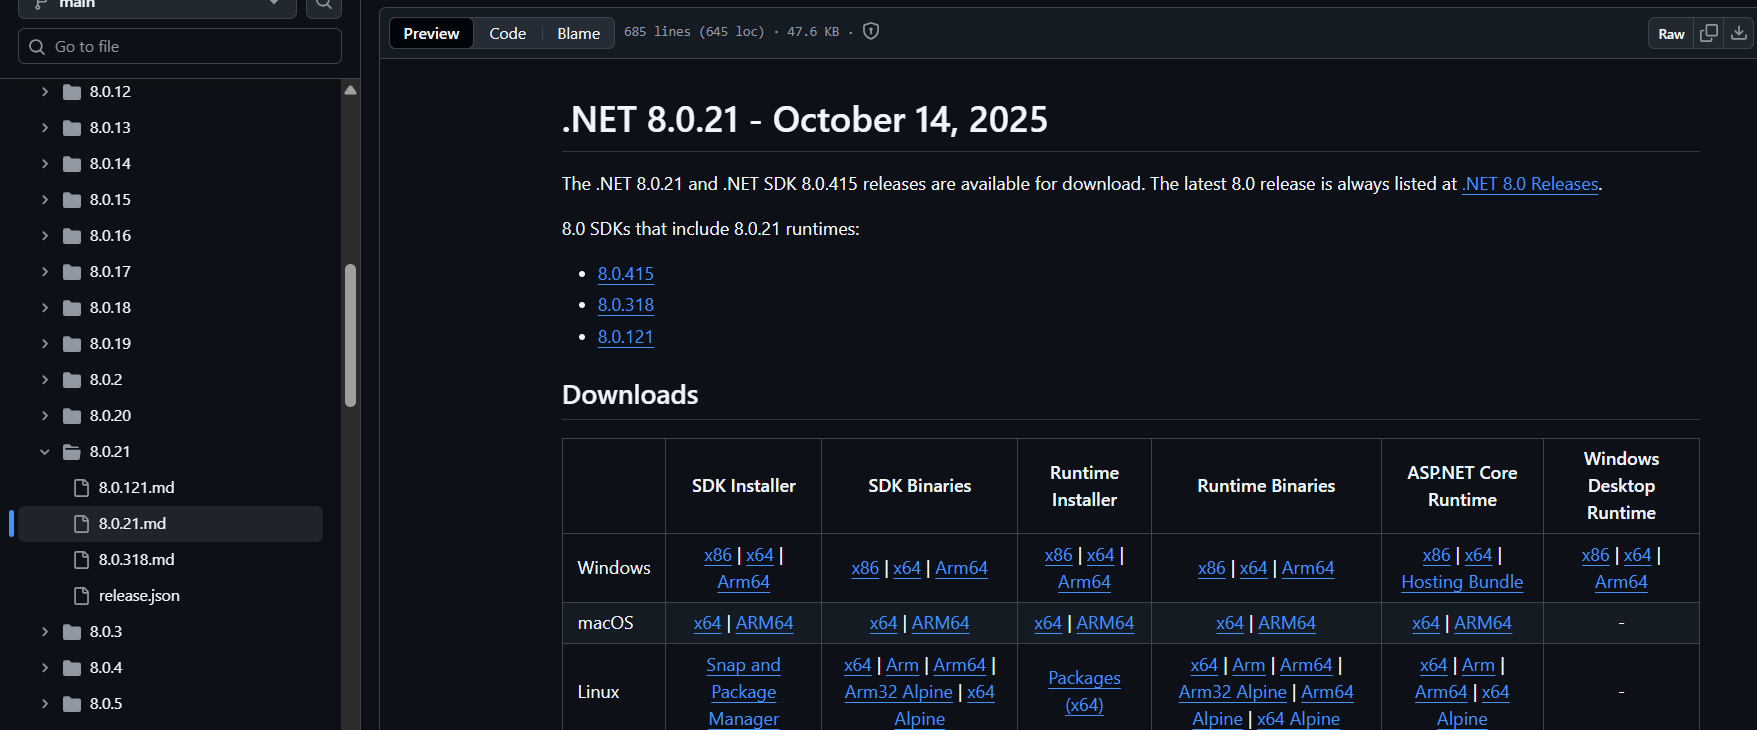 main
Go to file
8.0.12
8.0.13
8.0.14
8.0.15
8.0.16
8.0.17
8.0.18
8.0.19
8.0.2
8.0.20
8.0.21
8.0.121.md
8.0.21.md
8.0.318.md
release.json
8.0.3
8.0.4
8.0.5
Preview Code Blame 685 lines (645 loc) · 47.6 KB · Raw
.NET 8.0.21 - October 14, 2025
The .NET 8.0.21 and .NET SDK 8.0.415 releases are available for download. The latest 8.0 release is always listed at .NET 8.0 Releases.
8.0 SDKs that include 8.0.21 runtimes:
• 8.0.415
• 8.0.318
• 8.0.121
Downloads
SDK Installer
SDK Binaries
Runtime
Installer
Runtime Binaries
ASP.NET Core
Runtime
Windows
Desktop
Runtime
Windows
x86 | x64 |
Arm64
x86 | x64 | Arm64
x86 | x64 |
Arm64
x86 | x64 | Arm64
x86 | x64 |
Hosting Bundle
x86 | x64 |
Arm64
macOS
x64 | ARM64
x64 | ARM64
x64 | ARM64
x64 | ARM64
x64 | ARM64
-
Linux
Snap and
Package
Manager
x64 | Arm | Arm64 |
Arm32 Alpine | x64
Alpine
Packages
(x64)
x64 | Arm | Arm64 |
Arm32 Alpine | Arm64
Alpine | x64 Alpine
x64 | Arm |
Arm64 | x64
Alpine
-